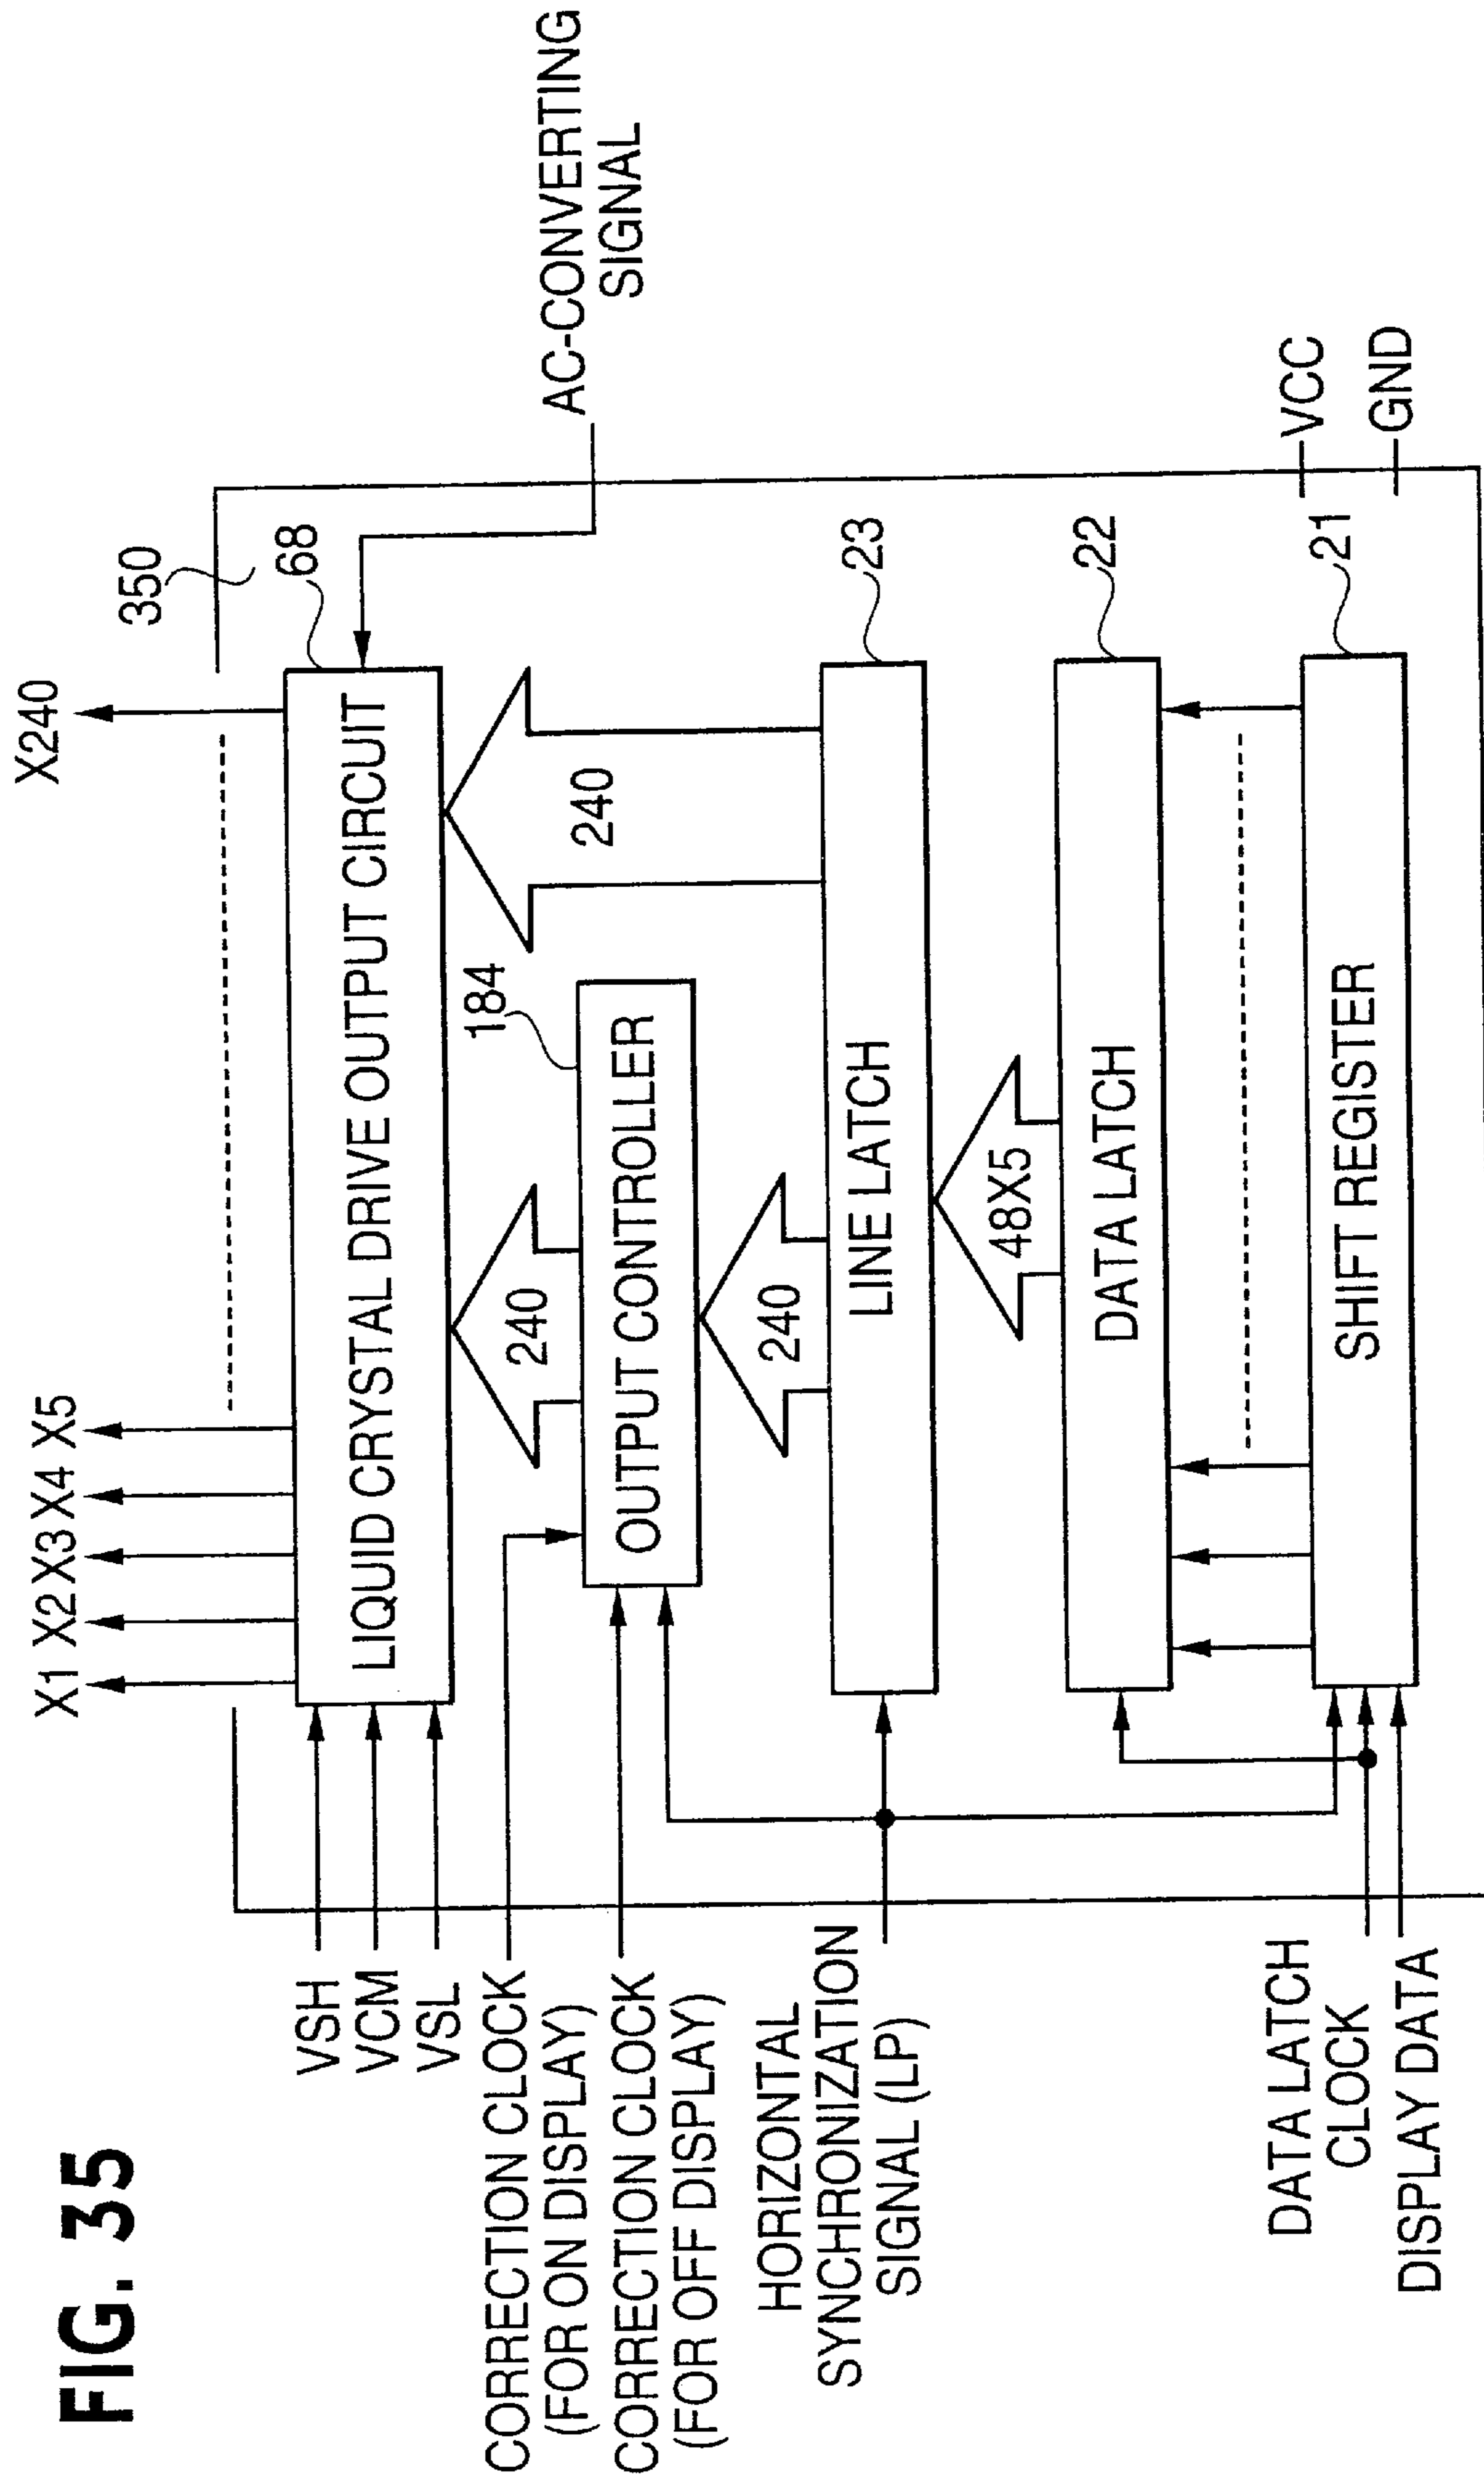 FIG. 35
X1 X2 X3 X4 X5
X240
350
VSH
VCM
VSL
LIQUID CRYSTAL DRIVE OUTPUT CIRCUIT
68
AC-CONVERTING
SIGNAL
CORRECTION CLOCK
(FOR ON DISPLAY)
240
184
240
CORRECTION CLOCK
(FOR OFF DISPLAY)
OUTPUT CONTROLLER
240
HORIZONTAL
SYNCHRONIZATION
SIGNAL (LP)
LINE LATCH
23
48X5
DATA LATCH
22
DATA LATCH
CLOCK
DISPLAY DATA
SHIFT REGISTER
21
VCC
GND